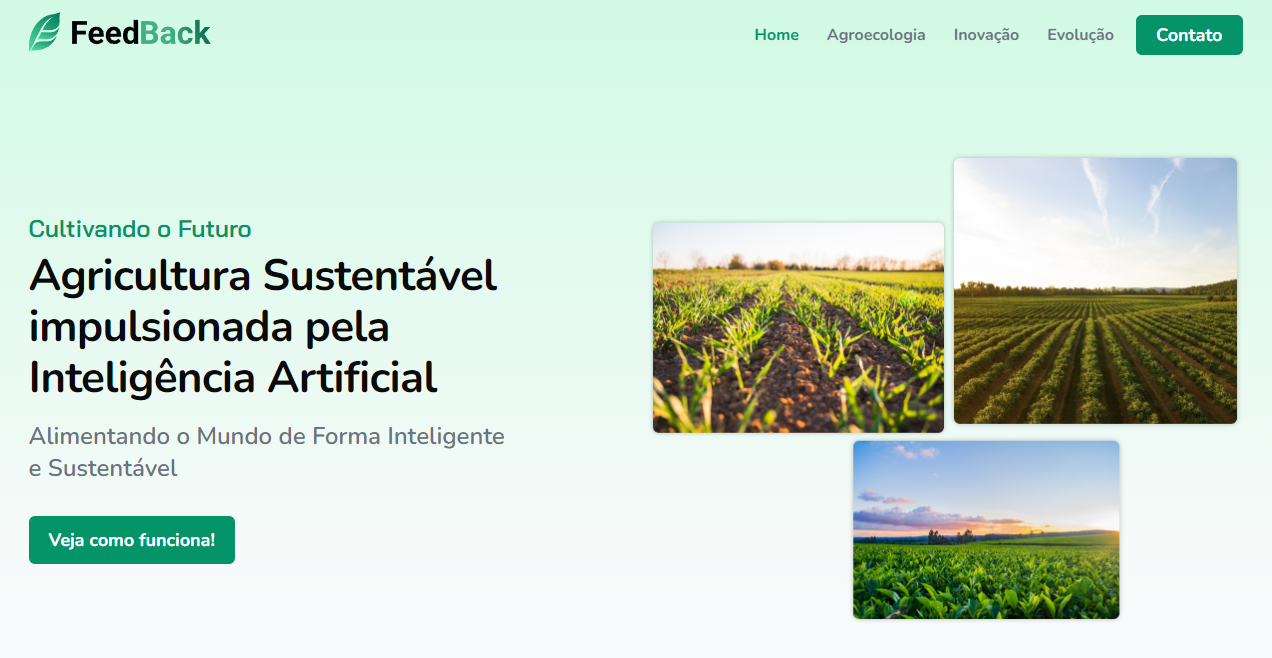 FeedBack
Home
Agroecologia
Inovação
Evolução
Contato
Cultivando o Futuro
Agricultura Sustentável
impulsionada pela
Inteligência Artificial
Alimentando o Mundo de Forma Inteligente
e Sustentável
Veja como funciona!